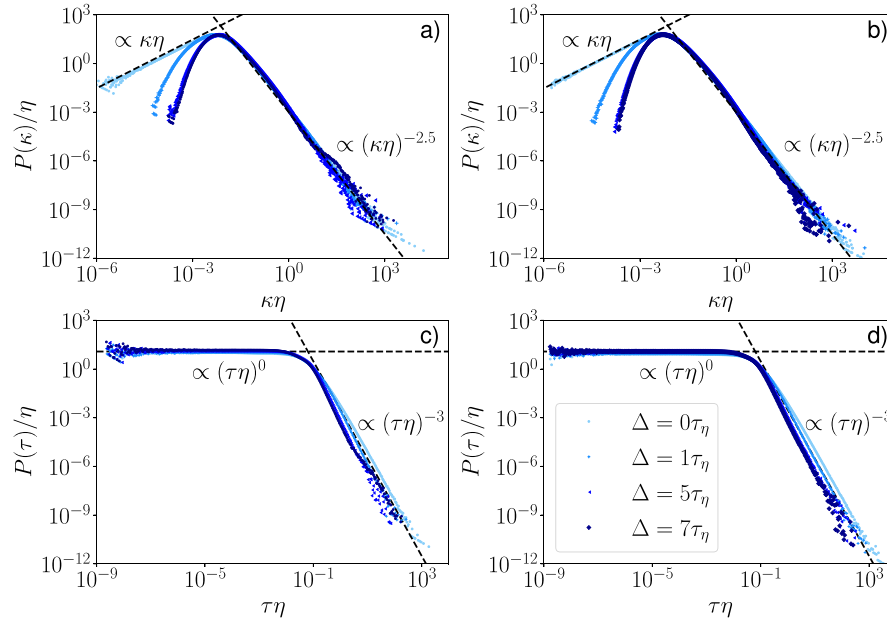 a)
10^3
10^0
10^{-3}
10^{-6}
10^{-9}
10^{-12}
P(κ)/η
∝ κη
∝ (κη)^{-2.5}
10^{-6}
10^{-3}
10^0
10^3
κη
b)
10^3
10^0
10^{-3}
10^{-6}
10^{-9}
10^{-12}
P(κ)/η
∝ κη
∝ (κη)^{-2.5}
10^{-6}
10^{-3}
10^0
10^3
κη
c)
10^3
10^0
10^{-3}
10^{-6}
10^{-9}
10^{-12}
P(τ)/η
∝ (τη)^0
∝ (τη)^{-3}
10^{-9}
10^{-5}
10^{-1}
10^3
τη
d)
10^3
10^0
10^{-3}
10^{-6}
10^{-9}
10^{-12}
P(τ)/η
∝ (τη)^0
∝ (τη)^{-3}
Δ = 0τ_η
Δ = 1τ_η
Δ = 5τ_η
Δ = 7τ_η
10^{-9}
10^{-5}
10^{-1}
10^3
τη